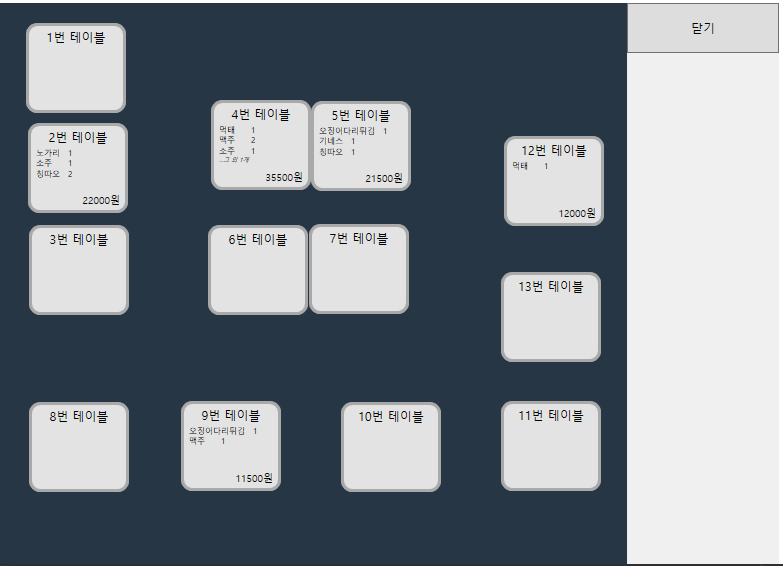 닫기
1번 테이블
2번 테이블
노가리 1
소주 1
칭따오 2
22000원
3번 테이블
4번 테이블
먹태 1
맥주 2
소주 1
...그 외 1개
35500원
5번 테이블
오징어다리튀김 1
기네스 1
칭따오 1
21500원
6번 테이블
7번 테이블
12번 테이블
먹태 1
12000원
13번 테이블
8번 테이블
9번 테이블
오징어다리튀김 1
맥주 1
11500원
10번 테이블
11번 테이블